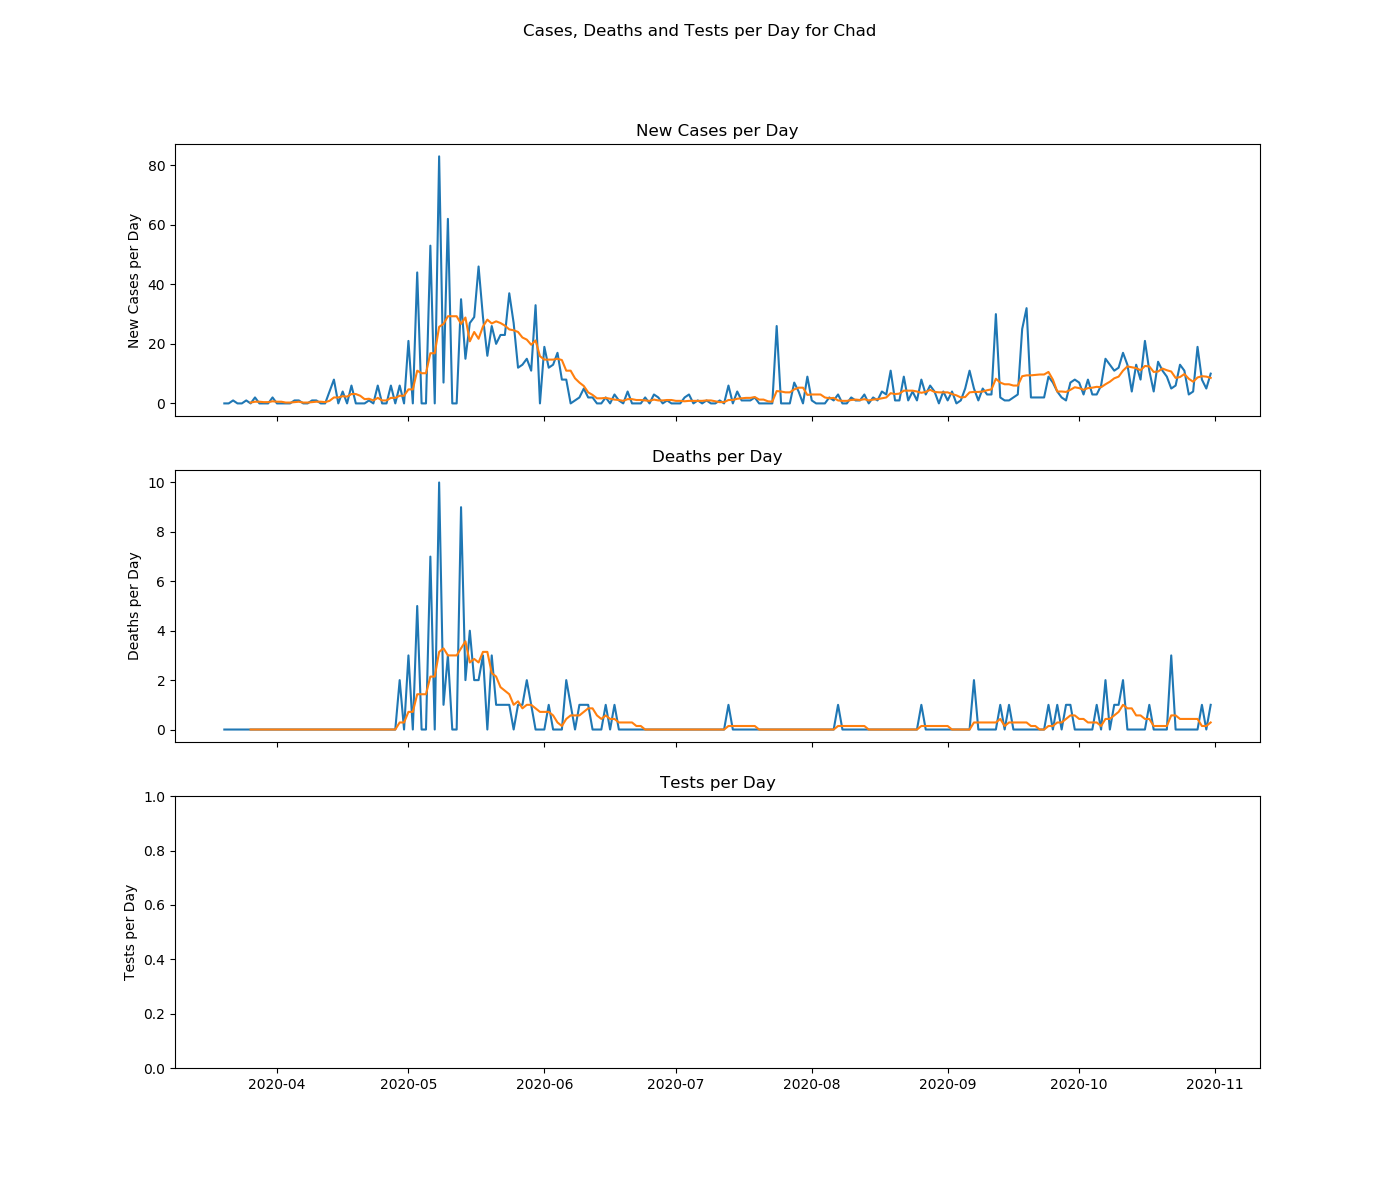 Cases, Deaths and Tests per Day for Chad
New Cases per Day
80
60
40
20
0
New Cases per Day
Deaths per Day
10
8
6
4
2
0
Deaths per Day
Tests per Day
1.0
0.8
0.6
0.4
0.2
0.0
Tests per Day
2020-04 2020-05 2020-06 2020-07 2020-08 2020-09 2020-10 2020-11